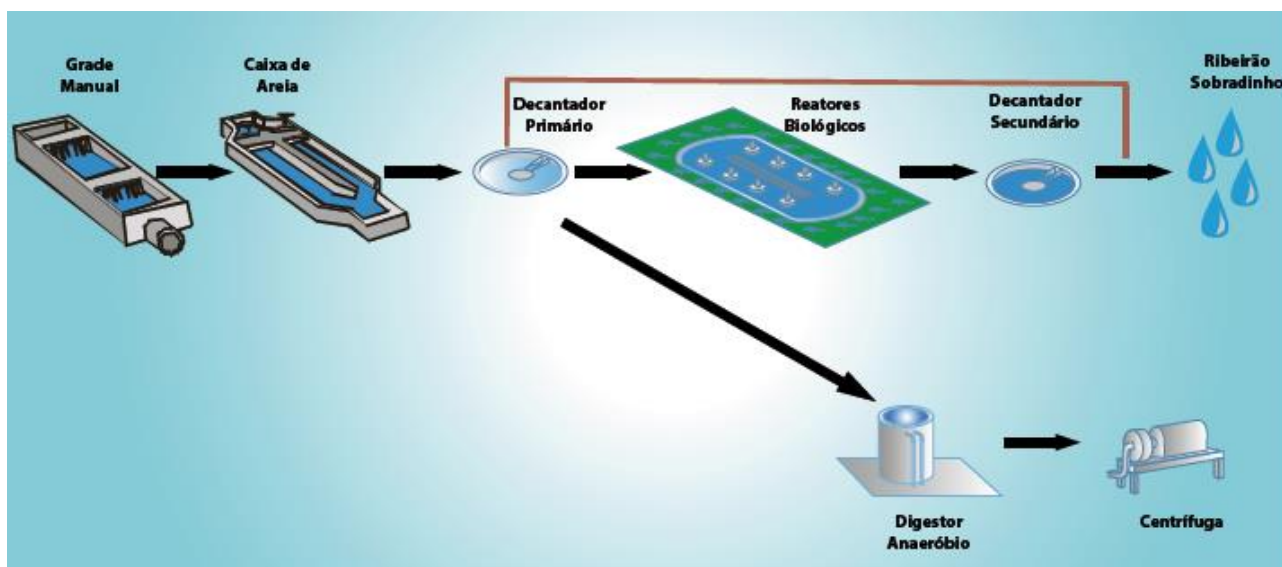 Grade
Manual
Caixa de
Areia
Decantador
Primário
Reatores
Biológicos
Decantador
Secundário
Ribeirão
Sobradinho
Digestor
Anaeróbio
Centrífuga